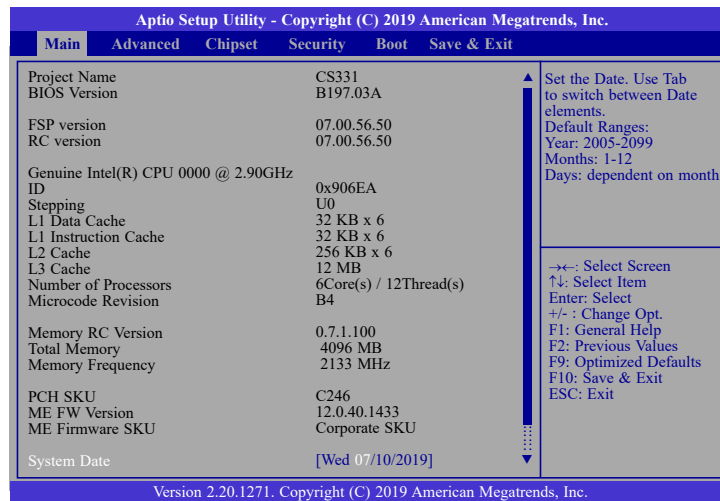 Aptio Setup Utility - Copyright (C) 2019 American Megatrends, Inc.
Main Advanced Chipset Security Boot Save & Exit
Project Name CS331
BIOS Version B197.03A
FSP version 07.00.56.50
RC version 07.00.56.50
Genuine Intel(R) CPU 0000 @ 2.90GHz
ID 0x906EA
Stepping U0
L1 Data Cache 32 KB x 6
L1 Instruction Cache 32 KB x 6
L2 Cache 256 KB x 6
L3 Cache 12 MB
Number of Processors 6Core(s) / 12Thread(s)
Microcode Revision B4
Memory RC Version 0.7.1.100
Total Memory 4096 MB
Memory Frequency 2133 MHz
PCH SKU C246
ME FW Version 12.0.40.1433
ME Firmware SKU Corporate SKU
System Date [Wed 07/10/2019]
Set the Date. Use Tab
to switch between Date
elements.
Default Ranges:
Year: 2005-2099
Months: 1-12
Days: dependent on month
→←: Select Screen
↑↓: Select Item
Enter: Select
+/- : Change Opt.
F1: General Help
F2: Previous Values
F9: Optimized Defaults
F10: Save & Exit
ESC: Exit
Version 2.20.1271. Copyright (C) 2019 American Megatrends, Inc.